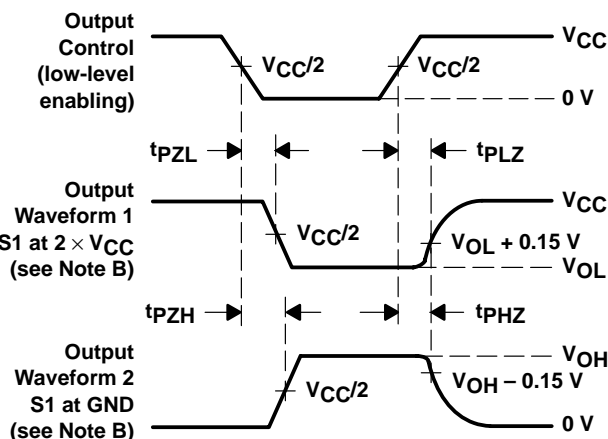 Output
Control
(low-level
enabling)
VCC/2
VCC/2
VCC
0 V
tPZL
tPLZ
Output
Waveform 1
S1 at 2 × VCC
(see Note B)
VCC/2
VCC
VOL + 0.15 V
VOL
tPZH
tPHZ
Output
Waveform 2
S1 at GND
(see Note B)
VCC/2
VOH
VOH − 0.15 V
0 V